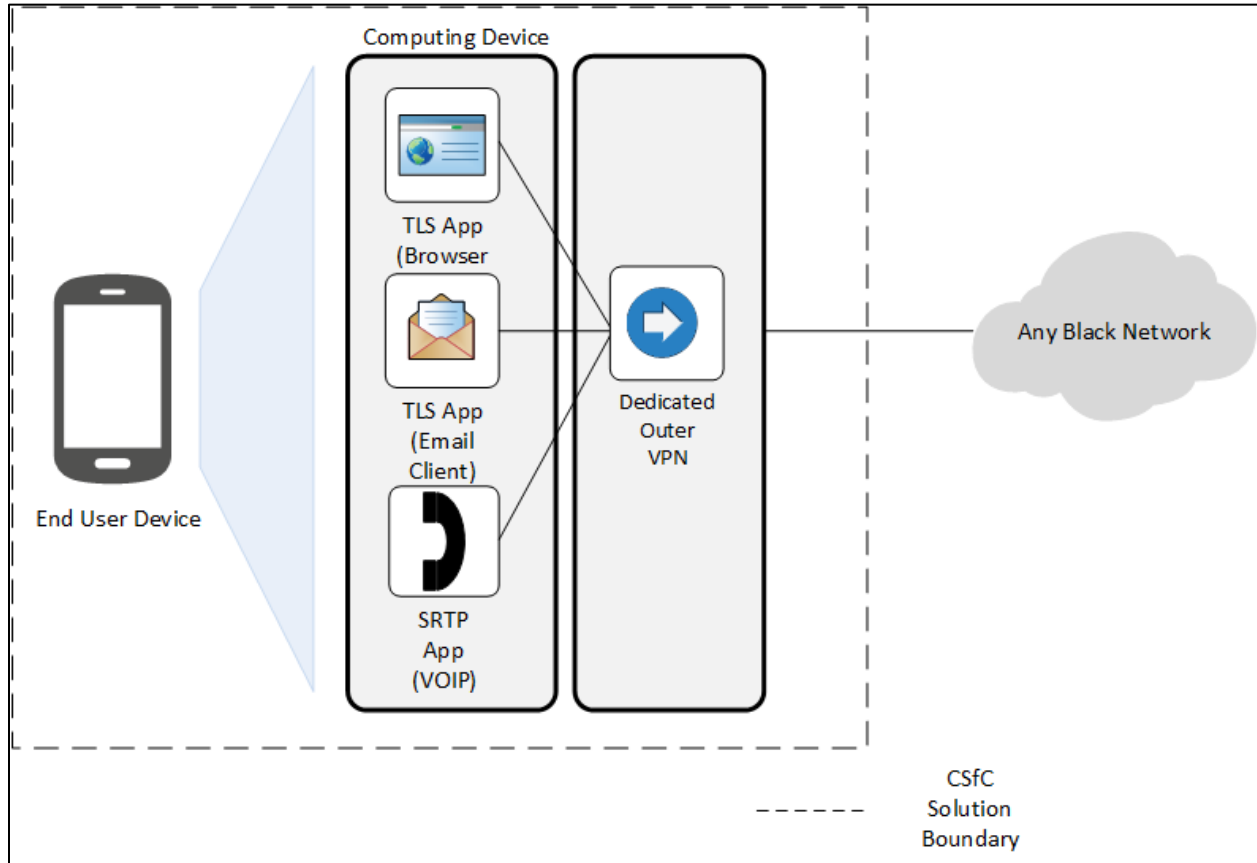 Computing Device
TLS App
(Browser
TLS App
(Email
Client)
SRTP
App
(VOIP)
End User Device
Dedicated
Outer
VPN
Any Black Network
CSfC
Solution
Boundary